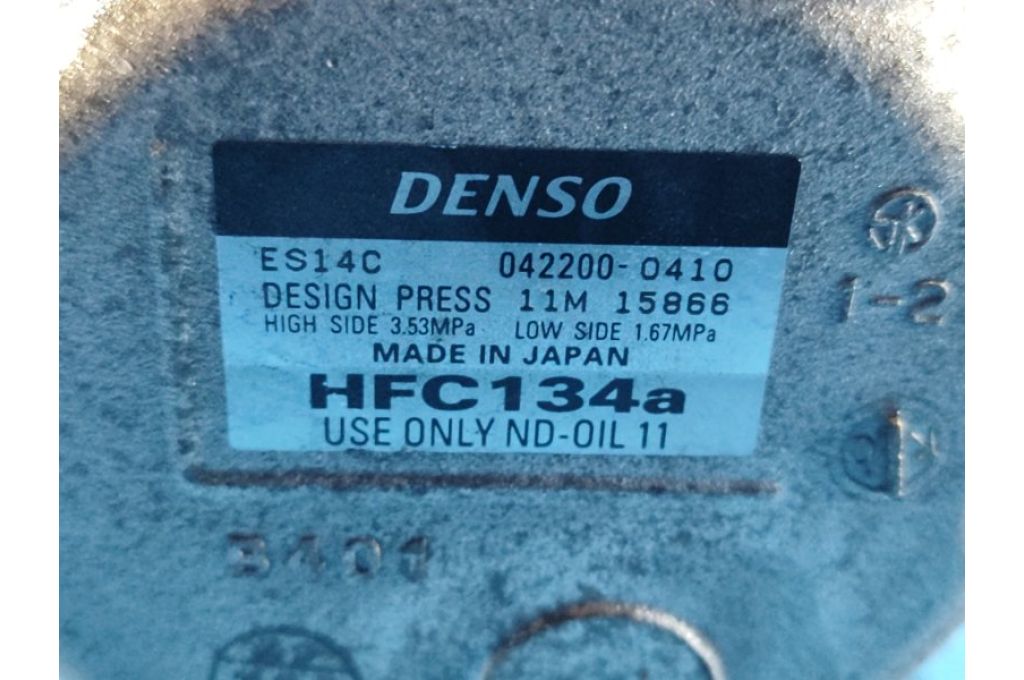 DENSO
ES14C 042200-0410
DESIGN PRESS 11M 15866
HIGH SIDE 3.53MPa LOW SIDE 1.67MPa
MADE IN JAPAN
HFC134a
USE ONLY ND-OIL 11
1-2